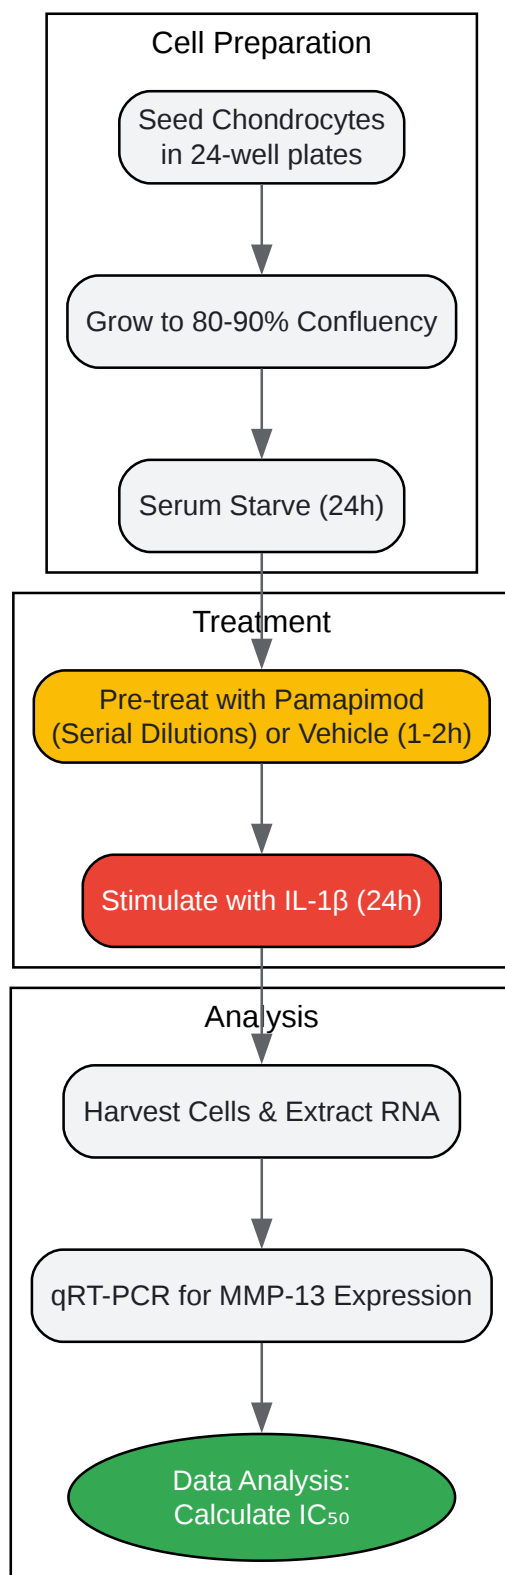 Cell Preparation
Seed Chondrocytes
in 24-well plates
Grow to 80-90% Confluency
Serum Starve (24h)
Treatment
Pre-treat with Pamapimod
(Serial Dilutions) or Vehicle (1-2h)
Stimulate with IL-1β (24h)
Analysis
Harvest Cells & Extract RNA
qRT-PCR for MMP-13 Expression
Data Analysis:
Calculate IC₅₀